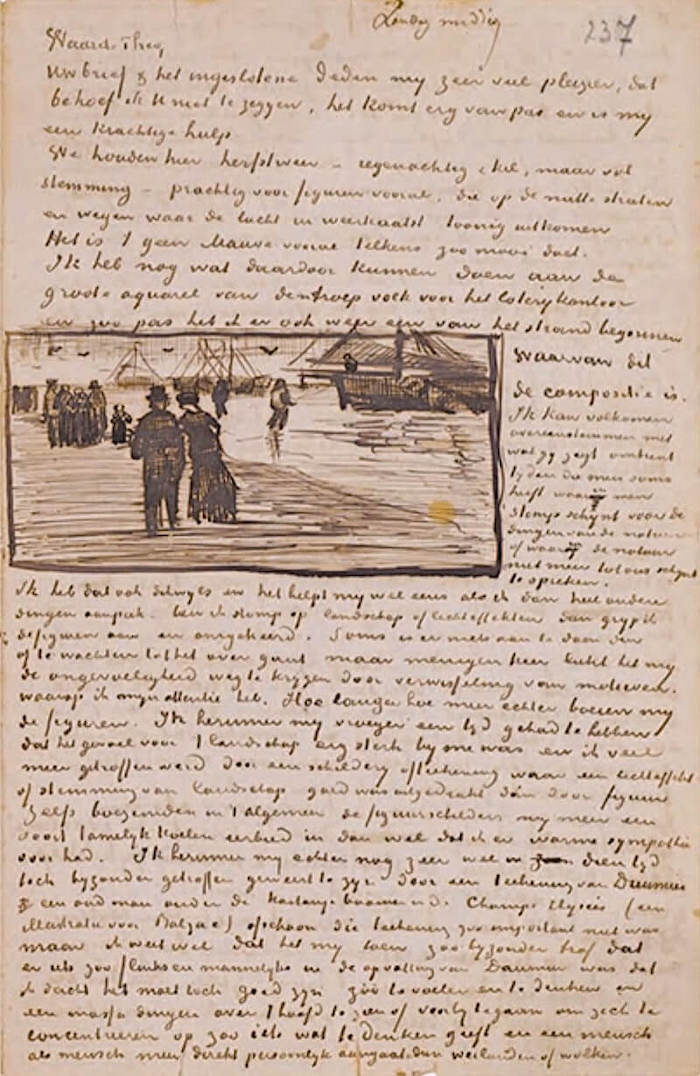 Zondag middag
237
Waarde Theo,
Uw brief & het ingeslotene deden my zeer veel pleizier, dat
behoef ik U niet te zeggen, het komt erg van pas en is my
een krachtige hulp.
We houden hier herfstweer – regenachtig & kil, maar vol
stemming – prachtig voor figuren vooral, die op de natte straten
en wegen waar de lucht in weerkaatst toonig uitkomen
Het is 't geen Mauve vooral telkens zoo mooi doet.
Ik heb nog wat daardoor kunnen doen aan de
groote aquarel van den troep volk voor het loterykantoor
en zoo pas heb ik er ook weer een van het strand begonnen
waarvan dit
de compositie is.
Ik kan volkomen
overeenstemmen met
wat gy zegt omtrent
tyden die men soms
heeft waarin men
stomp schynt voor de
dingen van de natuur
of waarin de natuur
niet meer tot ons schynt
te spreken.
Ik heb dat ook dikwyls en het helpt my wel eens als ik dan heel andere
dingen aanpak. Ben ik stomp op landschap of lichteffekten dan gryp ik
de figuren aan en omgekeerd. Soms is er niets aan te doen dan
af te wachten tot het over gaat maar menigen keer lukt het my
de ongevoeligheid weg te krygen door verwisseling van motieven.
waarop ik myn attentie heb. Hoe langer hoe meer echter boeien my
de figuren. Ik herinner my vroeger een tyd gehad te hebben
dat het gevoel voor 't landschap erg sterk by me was en ik veel
meer getroffen werd door een schildery of teekening waar een lichteffekt
of stemming van landschap goed was uitgedrukt dan door figuur
Zelfs boezemden in 't algemeen de figuurschilders my meer een
soort tamelyk koelen eerbied in dan wel dat ik er warme sympathie
voor had. Ik herinner my echter nog zeer wel in dien tyd
toch byzonder getroffen geweest te zyn door een teekening van Daumier
een oud man onder de kastanjeboomen in d. Champs Elysées (een
illustratie voor Balzac) ofschoon die teekening zoo important niet was
maar ik weet wel dat het my toen zoo byzonder trof dat
er iets zoo flinks en mannelyks in de opvatting van Daumier was dat
ik dacht het moet toch goed zyn zóó te voelen en te denken en
een massa dingen over 't hoofd te zien of voorby te gaan om zich te
concentreren op zoo iets wat te denken geeft en een mensch
als mensch meer direkt persoonlyk aangaat dan weilanden of wolken.